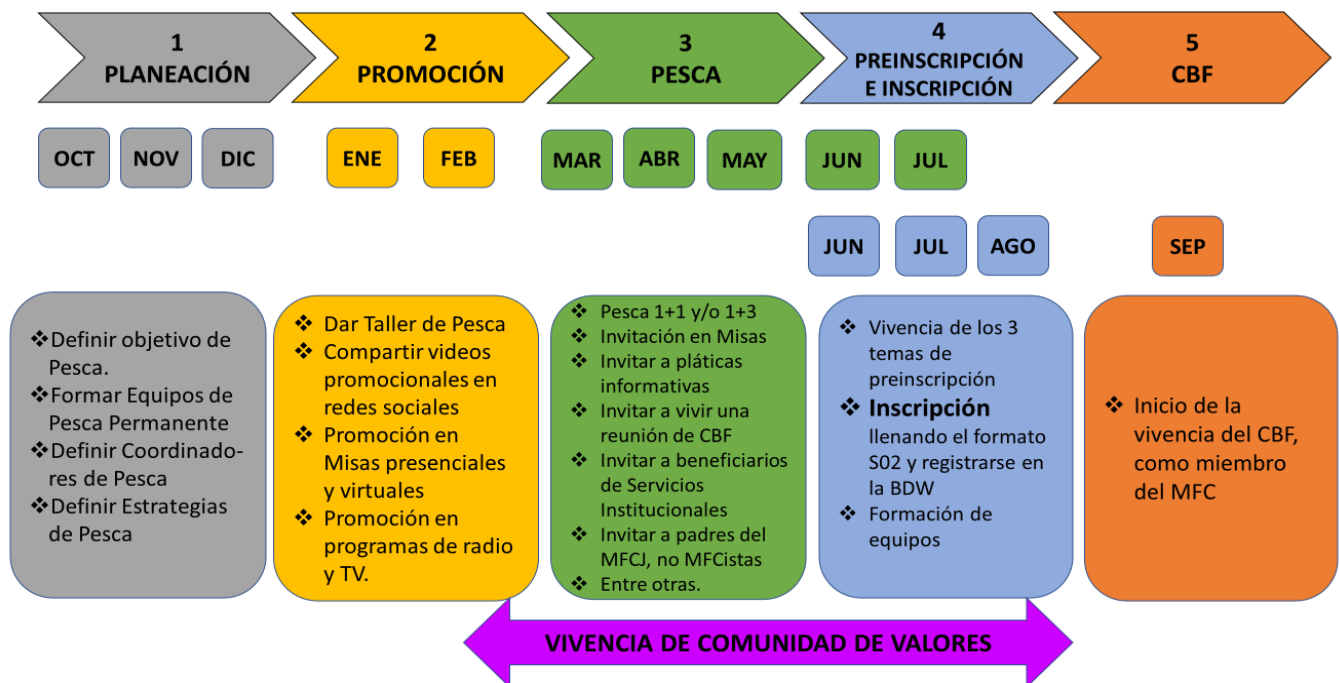 1
PLANEACIÓN
2
PROMOCIÓN
3
PESCA
4
PREINSCRIPCIÓN
E INSCRIPCIÓN
5
CBF
OCT
NOV
DIC
ENE
FEB
MAR
ABR
MAY
JUN
JUL
JUN
JUL
AGO
SEP
❖Definir objetivo de
Pesca.
❖Formar Equipos de
Pesca Permanente
❖Definir Coordinado-
res de Pesca
❖Definir Estrategias
de Pesca
❖ Dar Taller de Pesca
❖ Compartir videos
promocionales en
redes sociales
❖ Promoción en
Misas presenciales
y virtuales
❖ Promoción en
programas de radio
y TV.
❖ Pesca 1+1 y/o 1+3
❖ Invitación en Misas
❖ Invitar a pláticas
informativas
❖ Invitar a vivir una
reunión de CBF
❖ Invitar a beneficiarios
de Servicios
Institucionales
❖ Invitar a padres del
MFCJ, no MFCistas
❖ Entre otras.
❖ Vivencia de los 3
temas de
preinscripción
❖ Inscripción
llenando el formato
S02 y registrarse en
la BDW
❖ Formación de
equipos
❖ Inicio de la
vivencia del CBF,
como miembro
del MFC
VIVENCIA DE COMUNIDAD DE VALORES